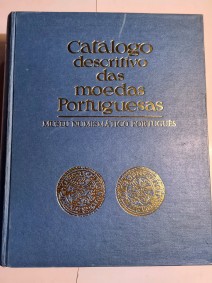 Catálogo
descritivo
das
moedas
Portuguesas
MUSEU NUMISMÁTICO PORTUGUÊS